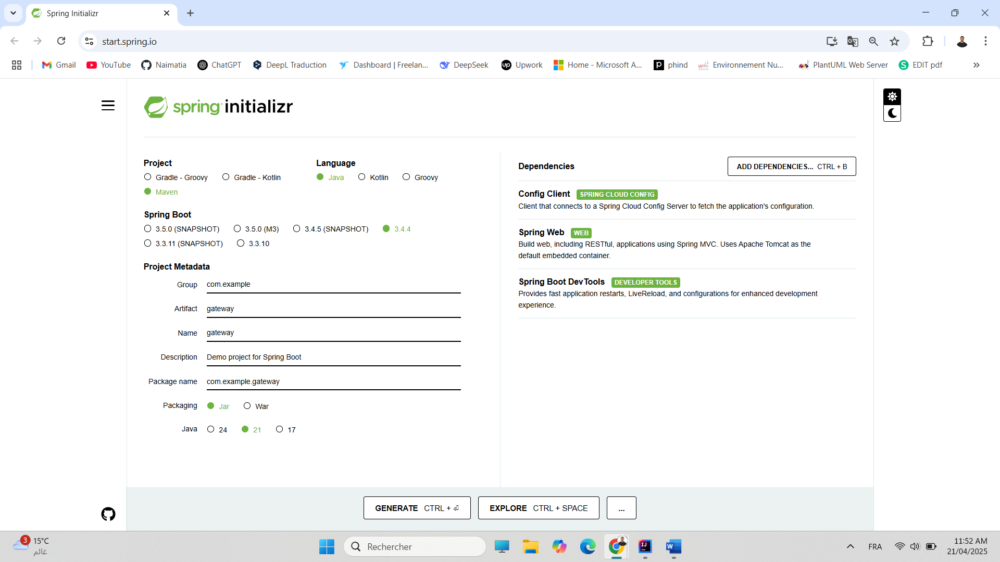 Spring Initializr
start.spring.io
Gmail
YouTube
Naimatia
ChatGPT
DeepL Traduction
Dashboard | Freelan...
DeepSeek
Upwork
Home - Microsoft A...
phind
Environnement Nu...
PlantUML Web Server
EDIT pdf
spring initializr
Project
Gradle - Groovy
Gradle - Kotlin
Maven
Language
Java
Kotlin
Groovy
Spring Boot
3.5.0 (SNAPSHOT)
3.5.0 (M3)
3.4.5 (SNAPSHOT)
3.4.4
3.3.11 (SNAPSHOT)
3.3.10
Project Metadata
Group com.example
Artifact gateway
Name gateway
Description Demo project for Spring Boot
Package name com.example.gateway
Packaging Jar War
Java 24 21 17
Dependencies
ADD DEPENDENCIES... CTRL + B
Config Client SPRING CLOUD CONFIG
Client that connects to a Spring Cloud Config Server to fetch the application's configuration.
Spring Web WEB
Build web, including RESTful, applications using Spring MVC. Uses Apache Tomcat as the
default embedded container.
Spring Boot DevTools DEVELOPER TOOLS
Provides fast application restarts, LiveReload, and configurations for enhanced development
experience.
GENERATE CTRL + ⏎
EXPLORE CTRL + SPACE
...
3
15°C
غائم
Rechercher
FRA
11:52 AM
21/04/2025